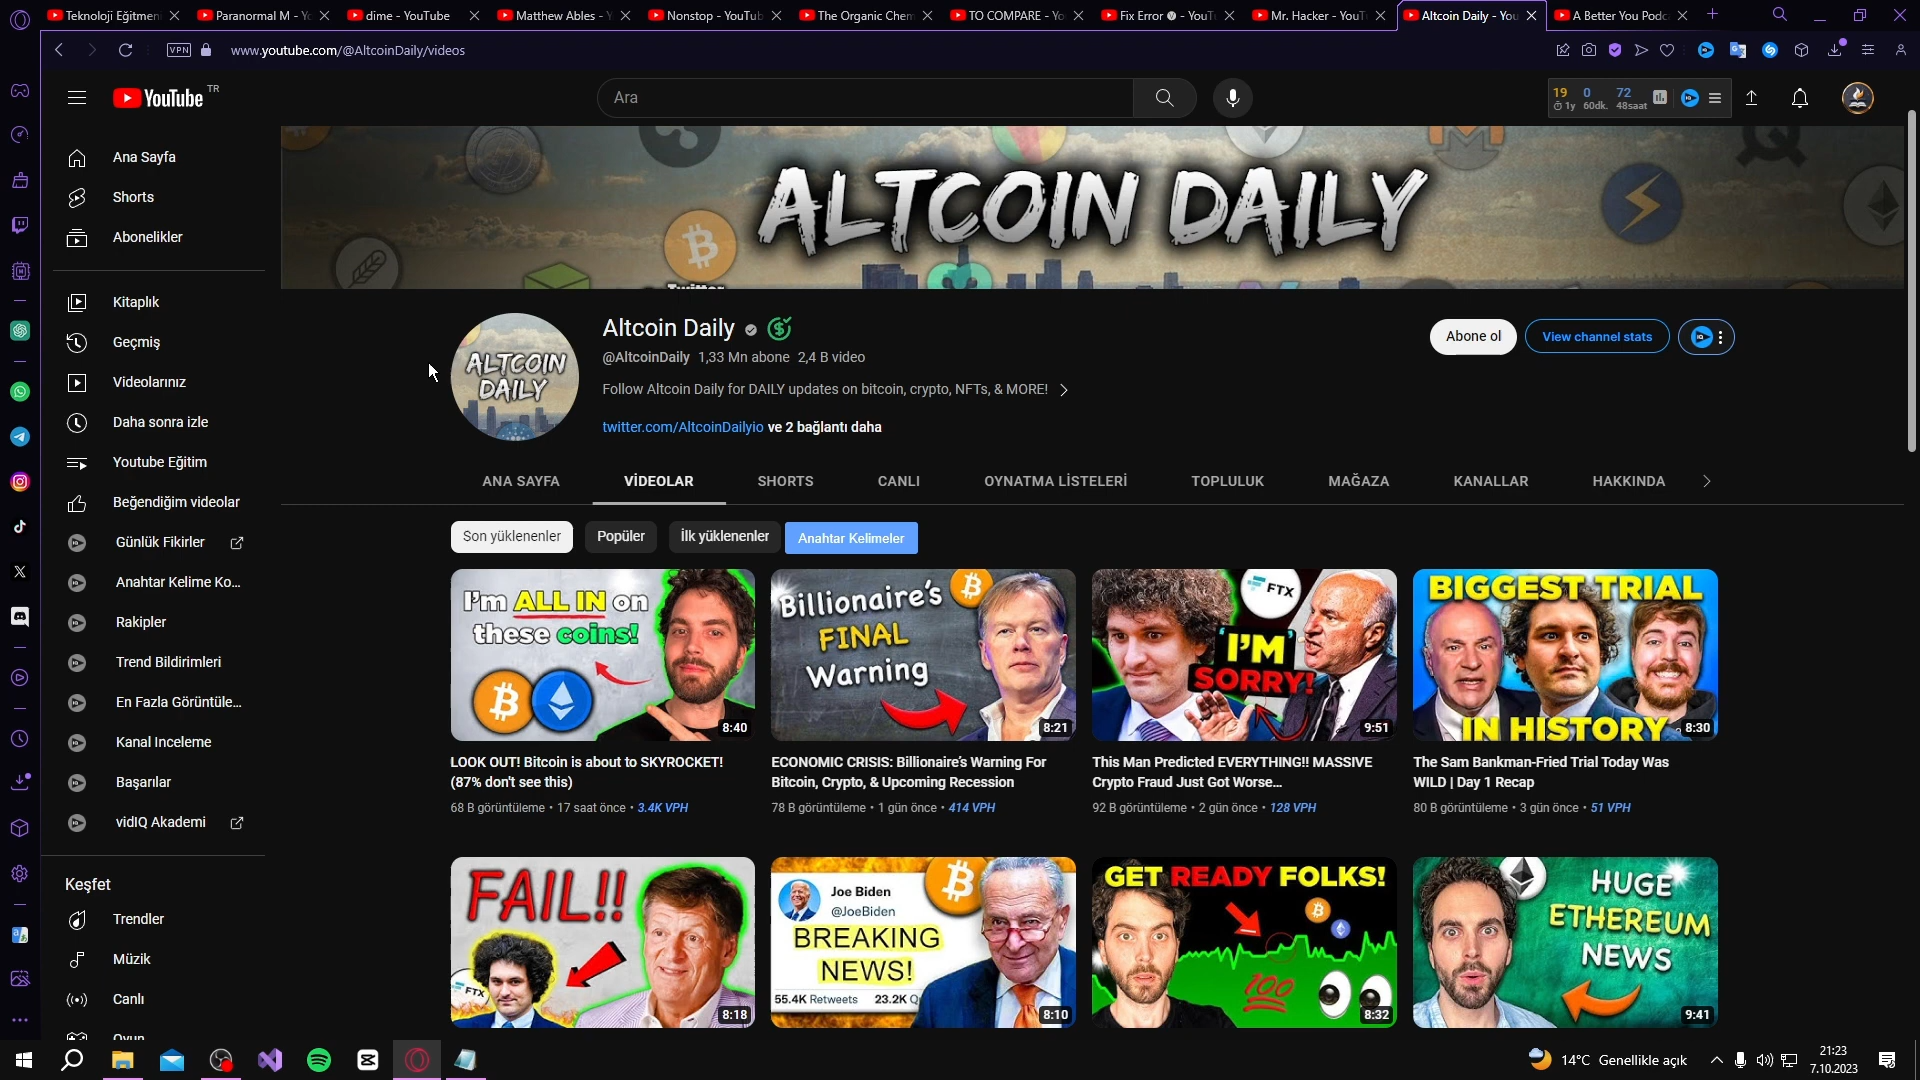 Teknoloji Eğitmeni
Paranormal M - Yo
dime - YouTube
Matthew Ables - Y
Nonstop - YouTub
The Organic Chem
TO COMPARE - Yo
Fix Error
- YouTu
Mr. Hacker - YouT
Altcoin Daily - You
A Better You Podc
VPN
www.youtube.com/@AltcoinDaily/videos
YouTube TR
Ara
19 0 72
1y 60dk. 48saat
Ana Sayfa
Shorts
Abonelikler
Kitaplık
Geçmiş
Videolarınız
Daha sonra izle
Youtube Eğitim
Beğendiğim videolar
Günlük Fikirler
Anahtar Kelime Ko...
Rakipler
Trend Bildirimleri
En Fazla Görüntüle...
Kanal Inceleme
Başarılar
vidIQ Akademi
Keşfet
Trendler
Müzik
Canlı
Oyun
ALTCOIN DAILY
Twitter
ALTCOIN
DAILY
Altcoin Daily
@AltcoinDaily 1,33 Mn abone 2,4 B video
Follow Altcoin Daily for DAILY updates on bitcoin, crypto, NFTs, & MORE!
twitter.com/AltcoinDailyio ve 2 bağlantı daha
Abone ol
View channel stats
ANA SAYFA
VİDEOLAR
SHORTS
CANLI
OYNATMA LİSTELERİ
TOPLULUK
MAĞAZA
KANALLAR
HAKKINDA
Son yüklenenler
Popüler
İlk yüklenenler
Anahtar Kelimeler
I'm ALL IN on
these coins!
8:40
Billionaire's
FINAL
Warning
8:21
FTX
'I'M
SORRY!'
9:51
BIGGEST TRIAL
IN HISTORY
8:30
LOOK OUT! Bitcoin is about to SKYROCKET!
(87% don't see this)
68 B görüntüleme • 17 saat önce • 3.4K VPH
ECONOMIC CRISIS: Billionaire's Warning For
Bitcoin, Crypto, & Upcoming Recession
78 B görüntüleme • 1 gün önce • 414 VPH
This Man Predicted EVERYTHING!! MASSIVE
Crypto Fraud Just Got Worse...
92 B görüntüleme • 2 gün önce • 128 VPH
The Sam Bankman-Fried Trial Today Was
WILD | Day 1 Recap
80 B görüntüleme • 3 gün önce • 51 VPH
FAIL!!
FTX
8:18
Joe Biden
@JoeBiden
BREAKING
NEWS!
55.4K Retweets 23.2K Qu
8:10
GET READY FOLKS!
100
8:32
HUGE
ETHEREUM
NEWS
9:41
14°C Genellikle açık
21:23
7.10.2023